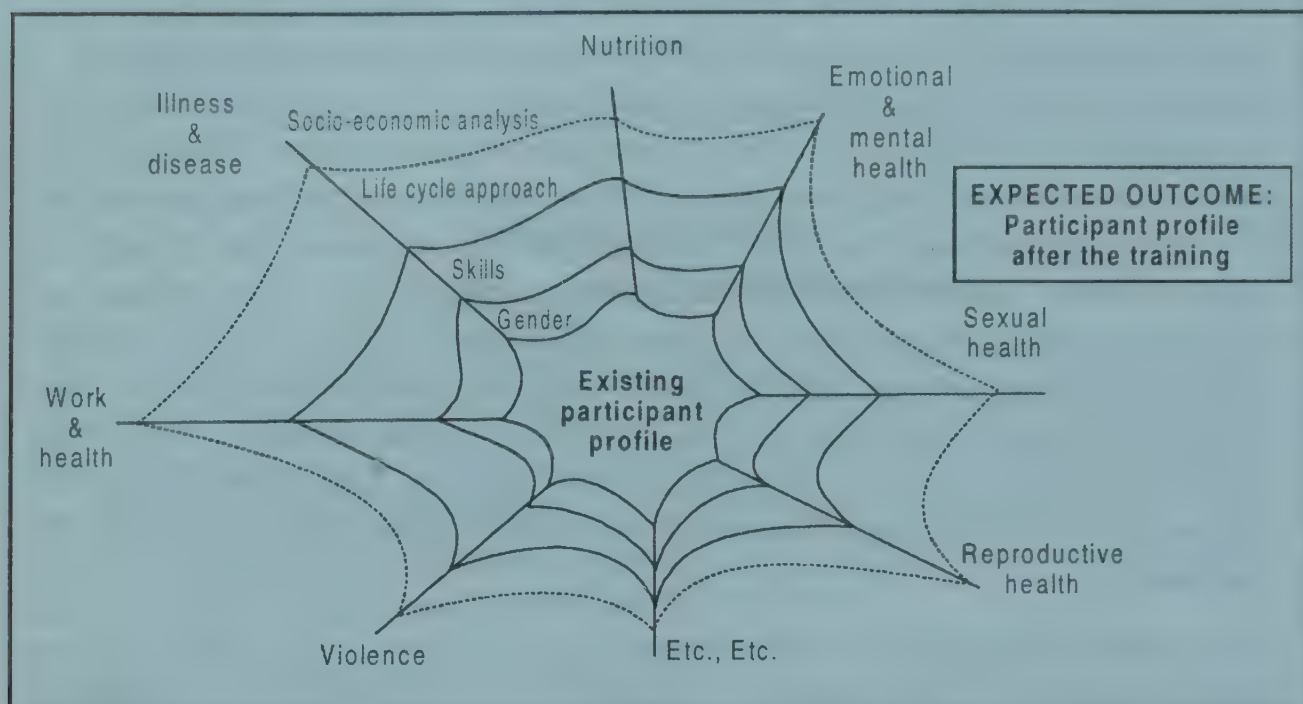 Nutrition
Emotional
&
mental
health
Illness
&
disease
Socio-economic analysis
Life cycle approach
Skills
Gender
EXPECTED OUTCOME:
Participant profile
after the training
Sexual
health
Existing
participant
profile
Work
&
health
Reproductive
health
Violence
Etc., Etc.